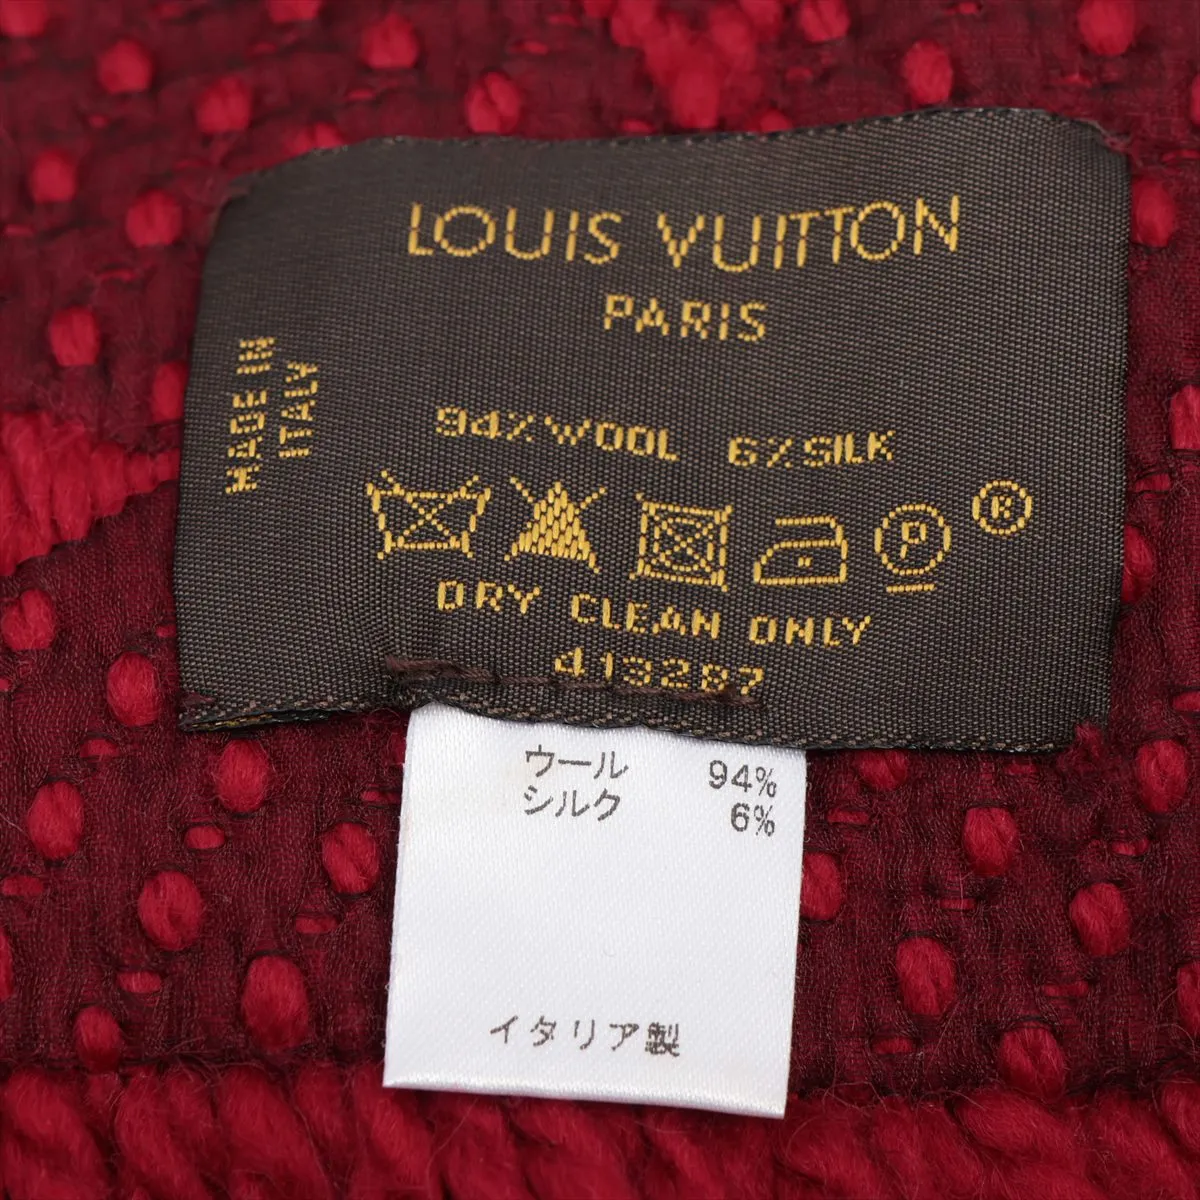 LOUIS VUITTON
PARIS
MADE IN
ITALY
94% WOOL 6% SILK
P ®
DRY CLEAN ONLY
413287
ウール 94%
シルク 6%
イタリア製